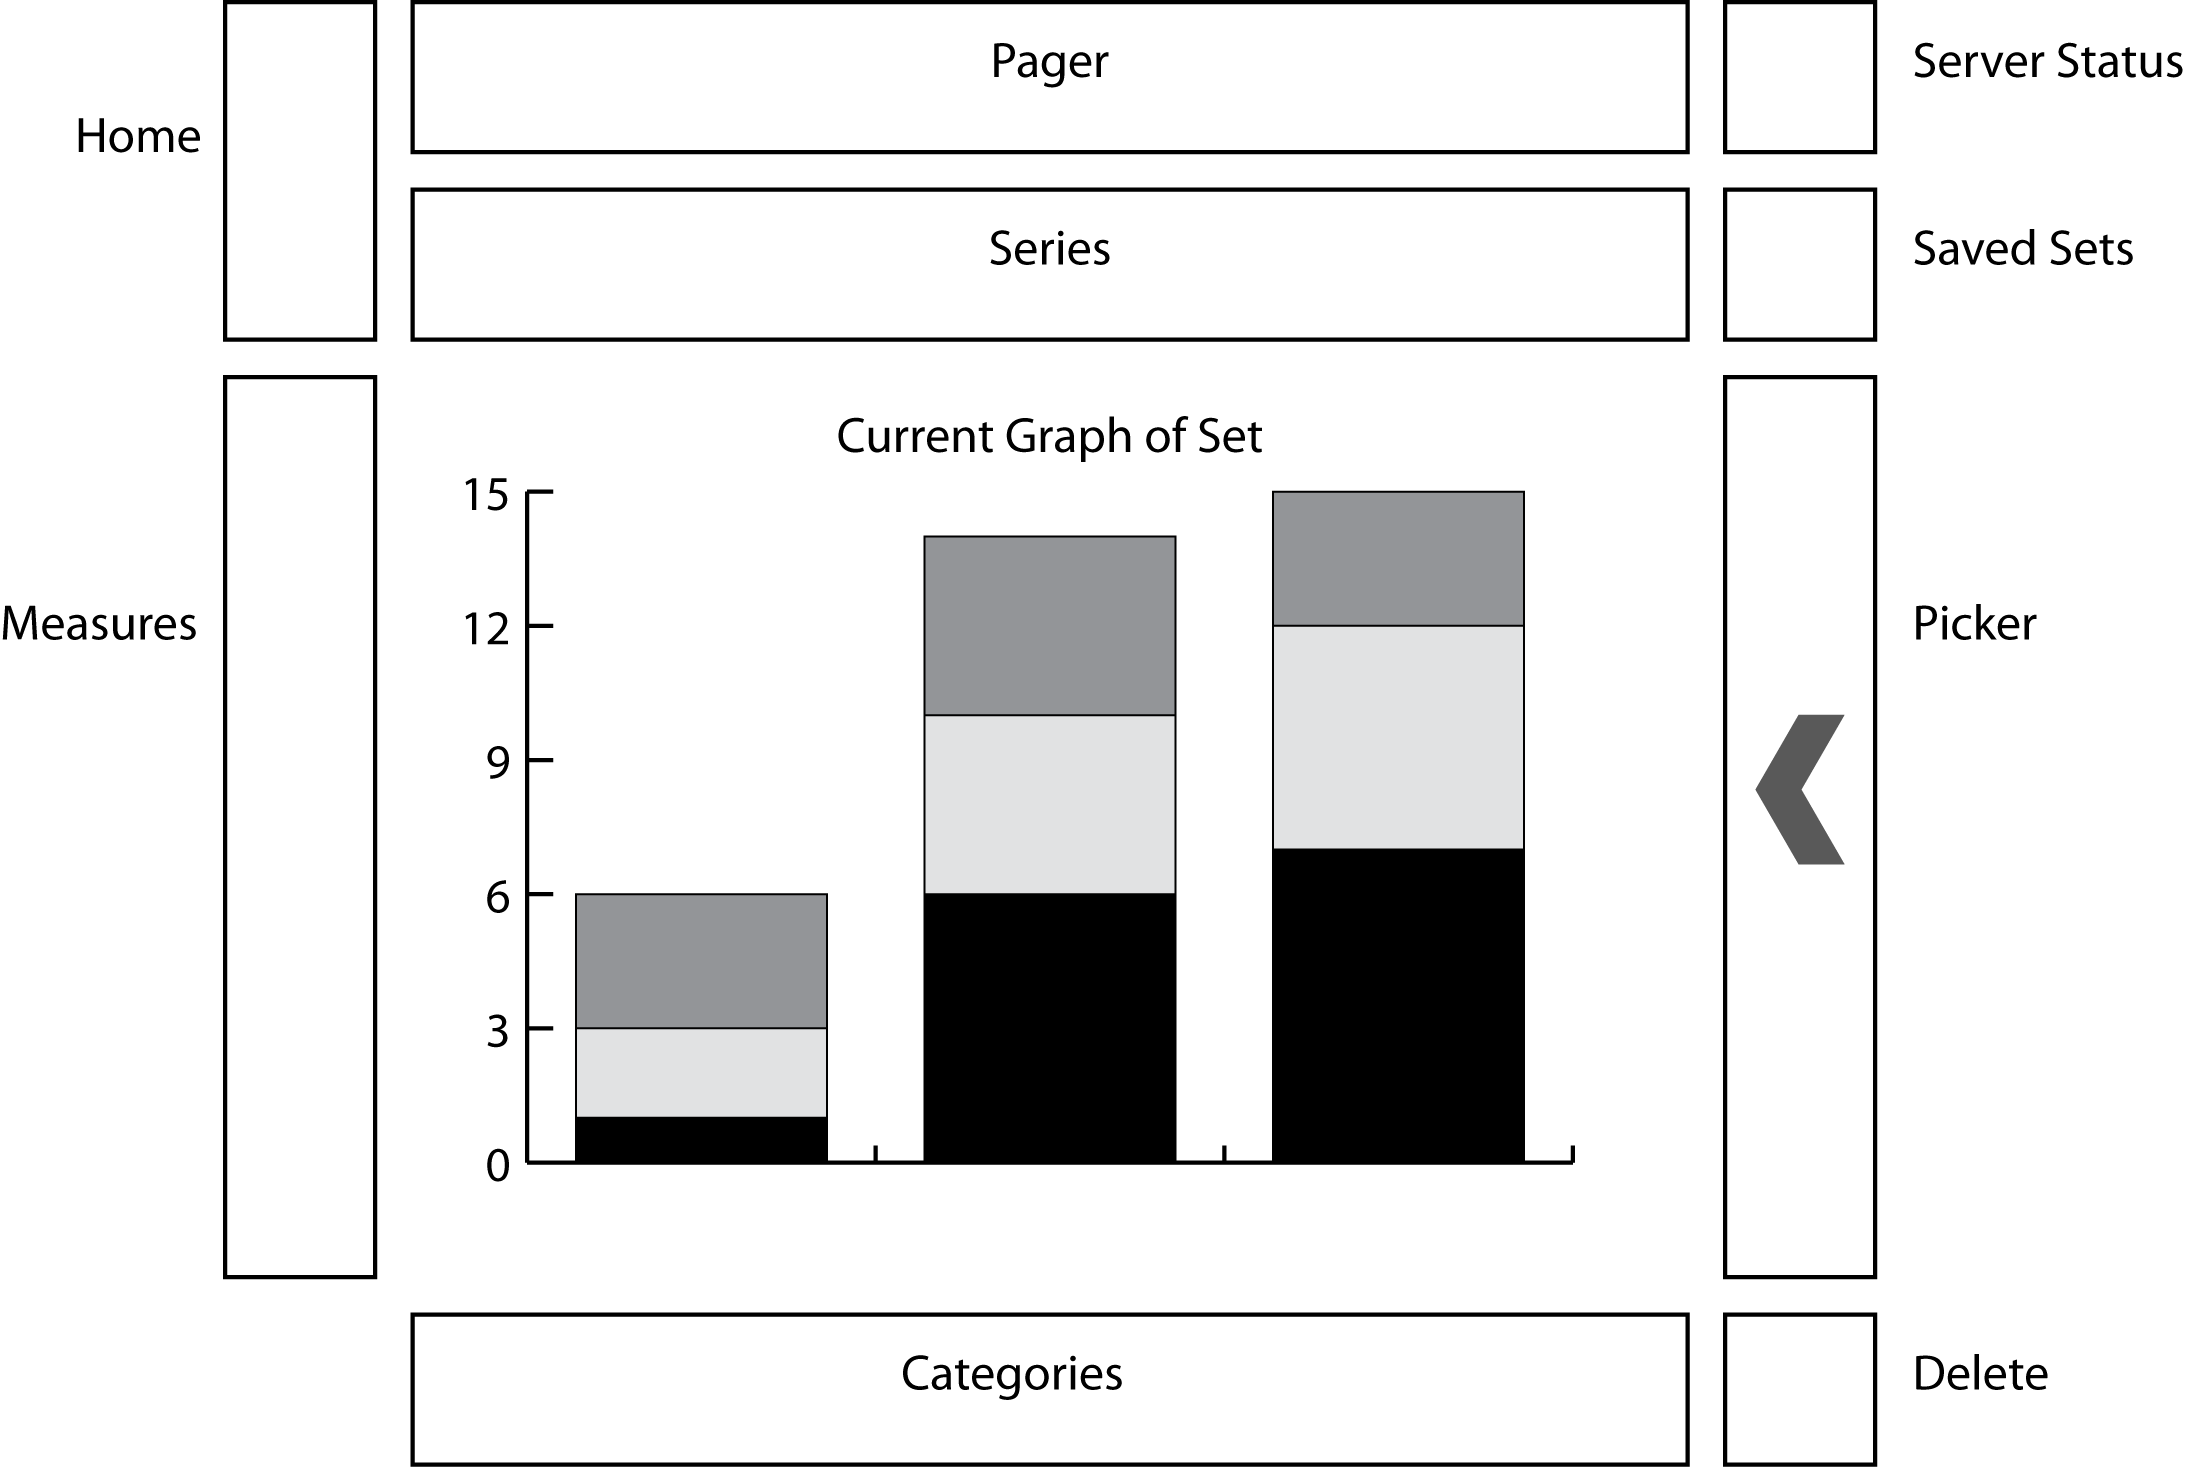 Pager
Server Status
Home
Series
Saved Sets
Current Graph of Set
15
12
9
6
3
0
Measures
Picker
Categories
Delete